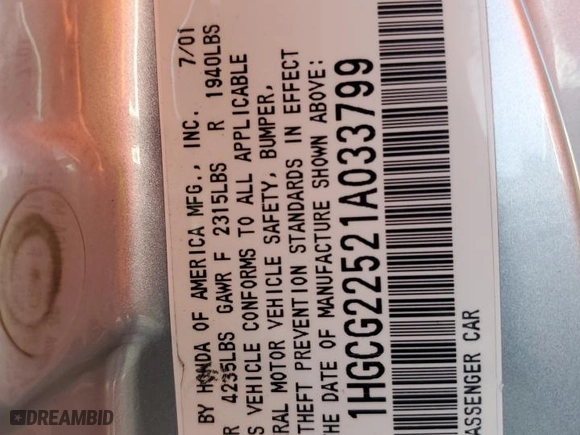 BY HONDA OF AMERICA MFG., INC. 7/01
4235LBS GAWR F 2315LBS R 1940LBS
VEHICLE CONFORMS TO ALL APPLICABLE
MOTOR VEHICLE SAFETY, BUMPER,
THEFT PREVENTION STANDARDS IN EFFECT
THE DATE OF MANUFACTURE SHOWN ABOVE:
1HGCG22521A033799
ASSENGER CAR
DREAMBID